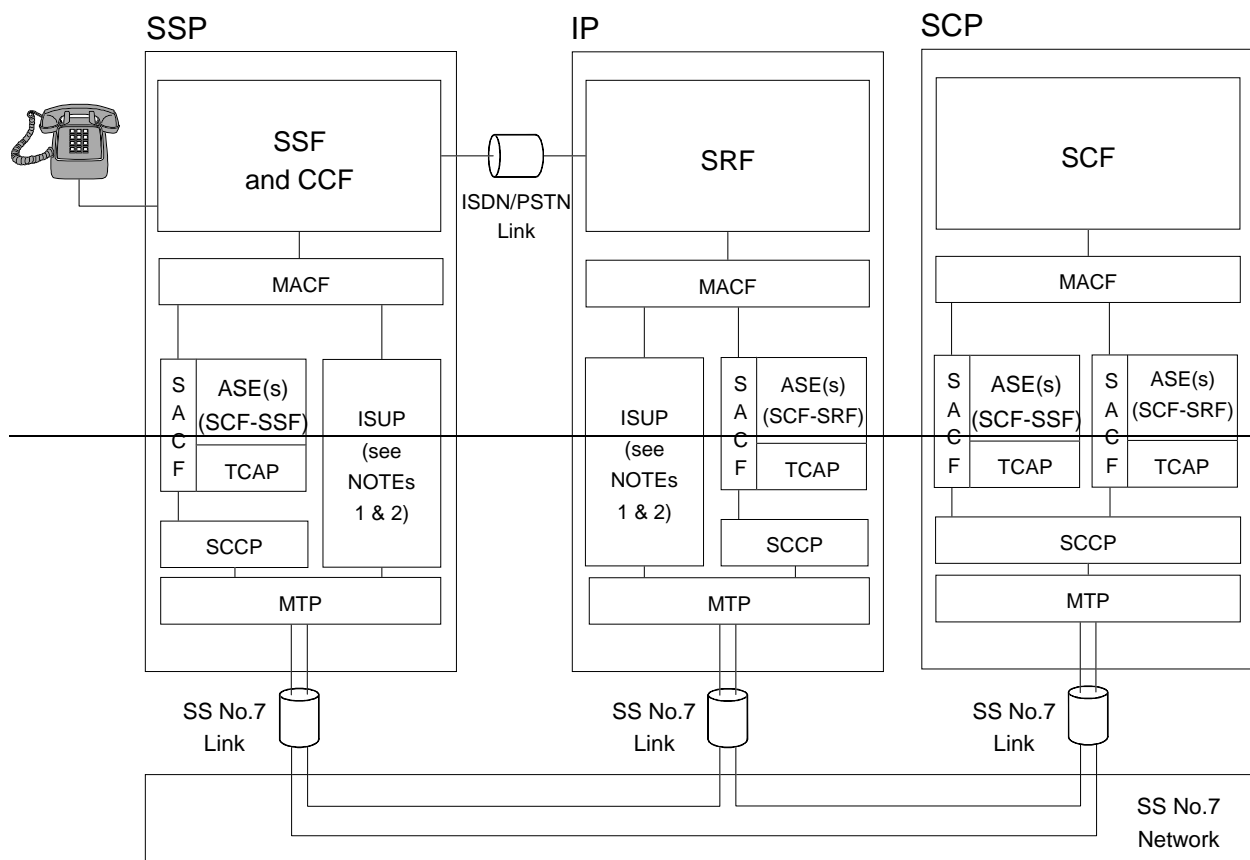 SSP
IP
SCP
SSF
and CCF
SRF
SCF
ISDN/PSTN
Link
MACF
MACF
MACF
S
A
C
F
ASE(s)
(SCF-SSF)
TCAP
ISUP
(see
NOTEs
1 & 2)
ISUP
(see
NOTEs
1 & 2)
S
A
C
F
ASE(s)
(SCF-SRF)
TCAP
S
A
C
F
ASE(s)
(SCF-SSF)
TCAP
S
A
C
F
ASE(s)
(SCF-SRF)
TCAP
SCCP
SCCP
SCCP
MTP
MTP
MTP
SS No.7
Link
SS No.7
Link
SS No.7
Link
SS No.7
Network